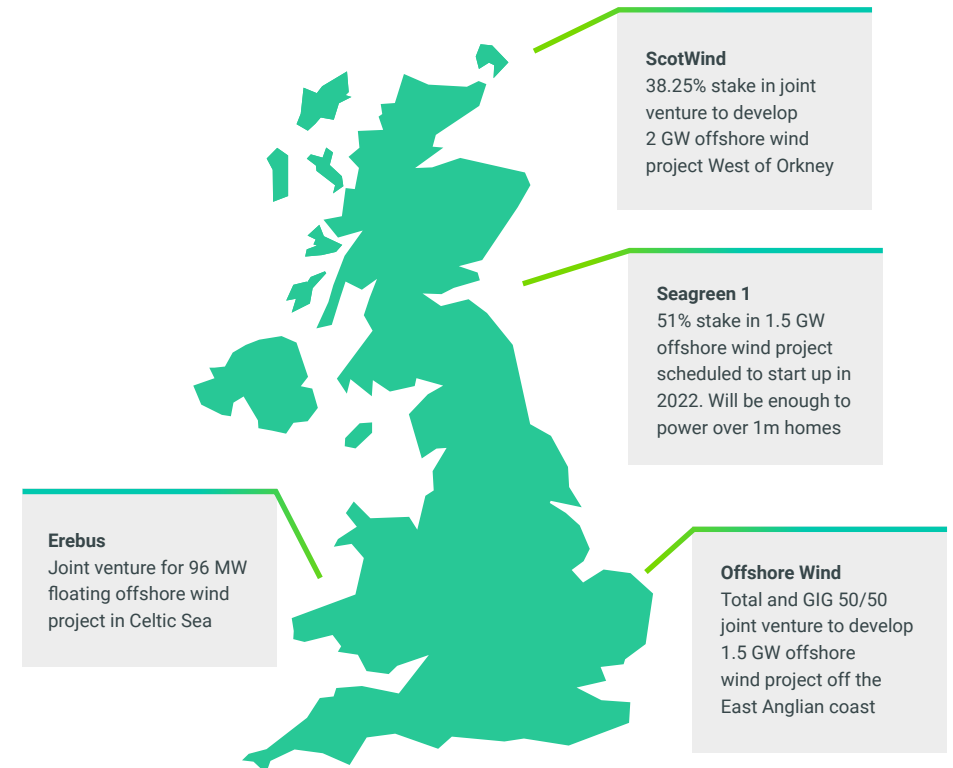 ScotWind
38.25% stake in joint
venture to develop
2 GW offshore wind
project West of Orkney
Seagreen 1
51% stake in 1.5 GW
offshore wind project
scheduled to start up in
2022. Will be enough to
power over 1m homes
Erebus
Joint venture for 96 MW
floating offshore wind
project in Celtic Sea
Offshore Wind
Total and GIG 50/50
joint venture to develop
1.5 GW offshore
wind project off the
East Anglian coast